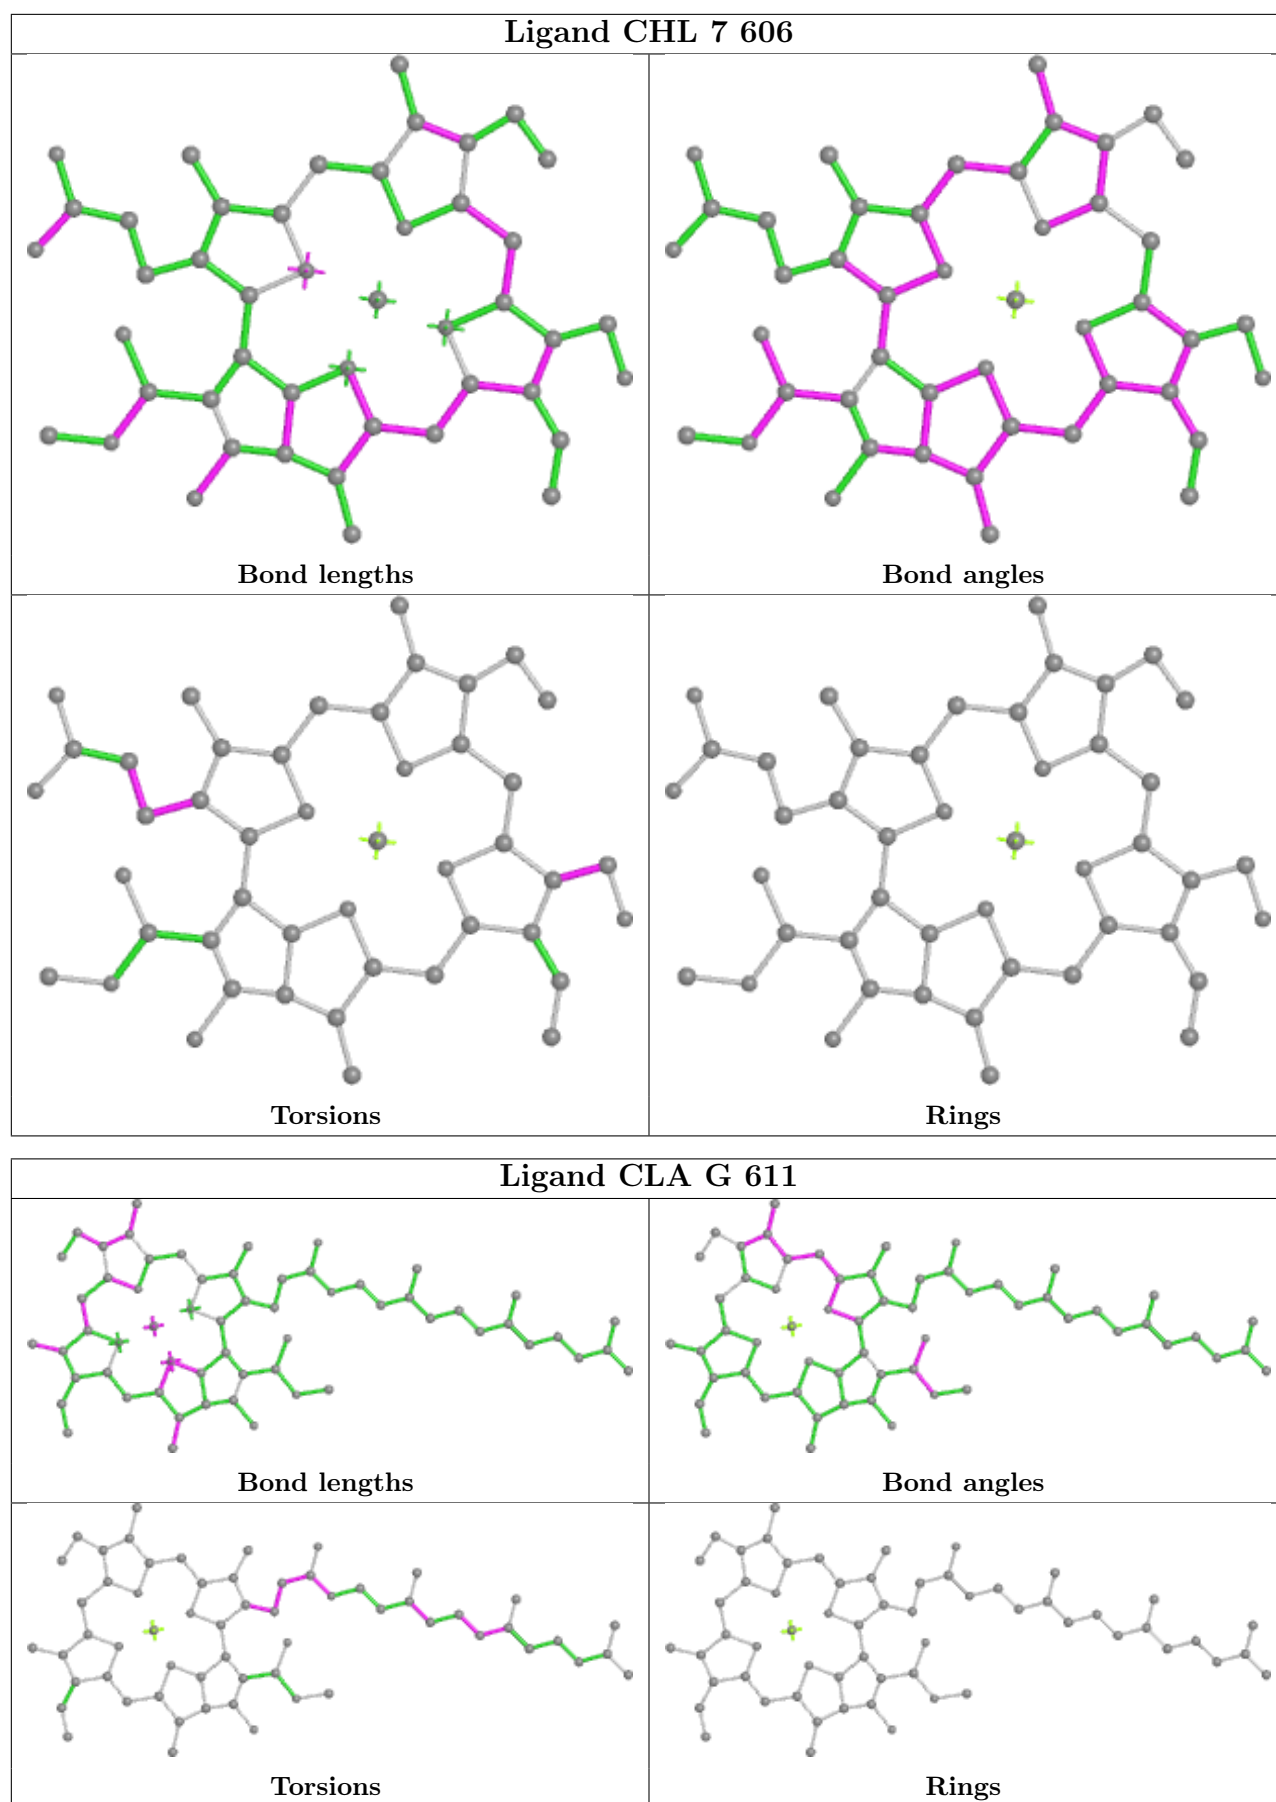 Ligand CHL 7 606
Bond lengths
Bond angles
Torsions
Rings
Ligand CLA G 611
Bond lengths
Bond angles
Torsions
Rings